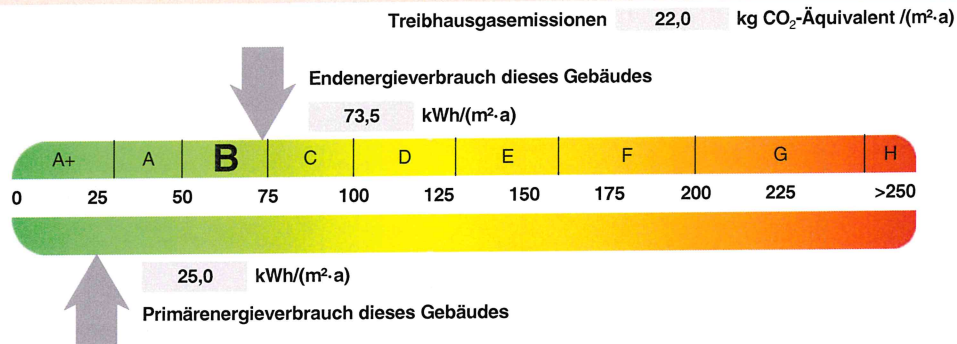 Treibhausgasemissionen 22,0 kg CO₂-Äquivalent /(m²·a)
Endenergieverbrauch dieses Gebäudes
73,5 kWh/(m²·a)
A+ A B C D E F G H
0 25 50 75 100 125 150 175 200 225 >250
25,0 kWh/(m²·a)
Primärenergieverbrauch dieses Gebäudes